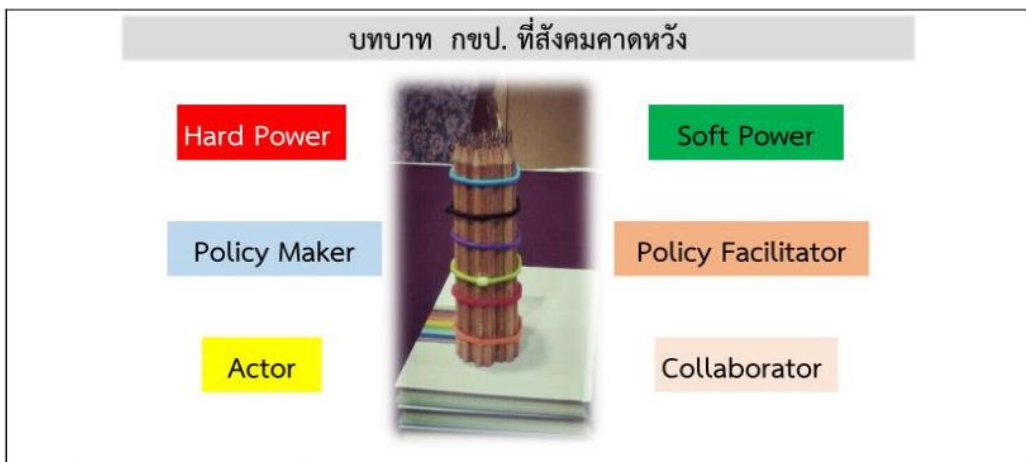 บทบาท กขป. ที่สังคมคาดหวัง
Hard Power
Soft Power
Policy Maker
Policy Facilitator
Actor
Collaborator